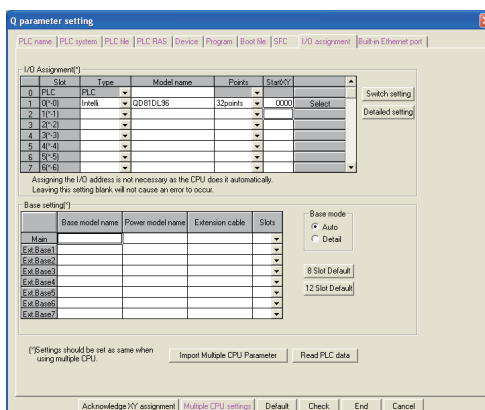 Q parameter setting
PLC name PLC system PLC file PLC RAS Device Program Boot file SFC I/O assignment Built-in Ethernet port
I/O Assignment(*)
Slot Type Model name Points StartXY
0 PLC PLC
1 0(*-0) Intelli. QD81DL96 32points 0000 Select
2 1(*-1)
3 2(*-2)
4 3(*-3)
5 4(*-4)
6 5(*-5)
7 6(*-6)
Switch setting
Detailed setting
Assigning the I/O address is not necessary as the CPU does it automatically.
Leaving this setting blank will not cause an error to occur.
Base setting(*)
Base model name Power model name Extension cable Slots
Main
Ext.Base1
Ext.Base2
Ext.Base3
Ext.Base4
Ext.Base5
Ext.Base6
Ext.Base7
Base mode
Auto
Detail
8 Slot Default
12 Slot Default
(*)Settings should be set as same when
using multiple CPU.
Import Multiple CPU Parameter Read PLC data
Acknowledge XY assignment Multiple CPU settings Default Check End Cancel